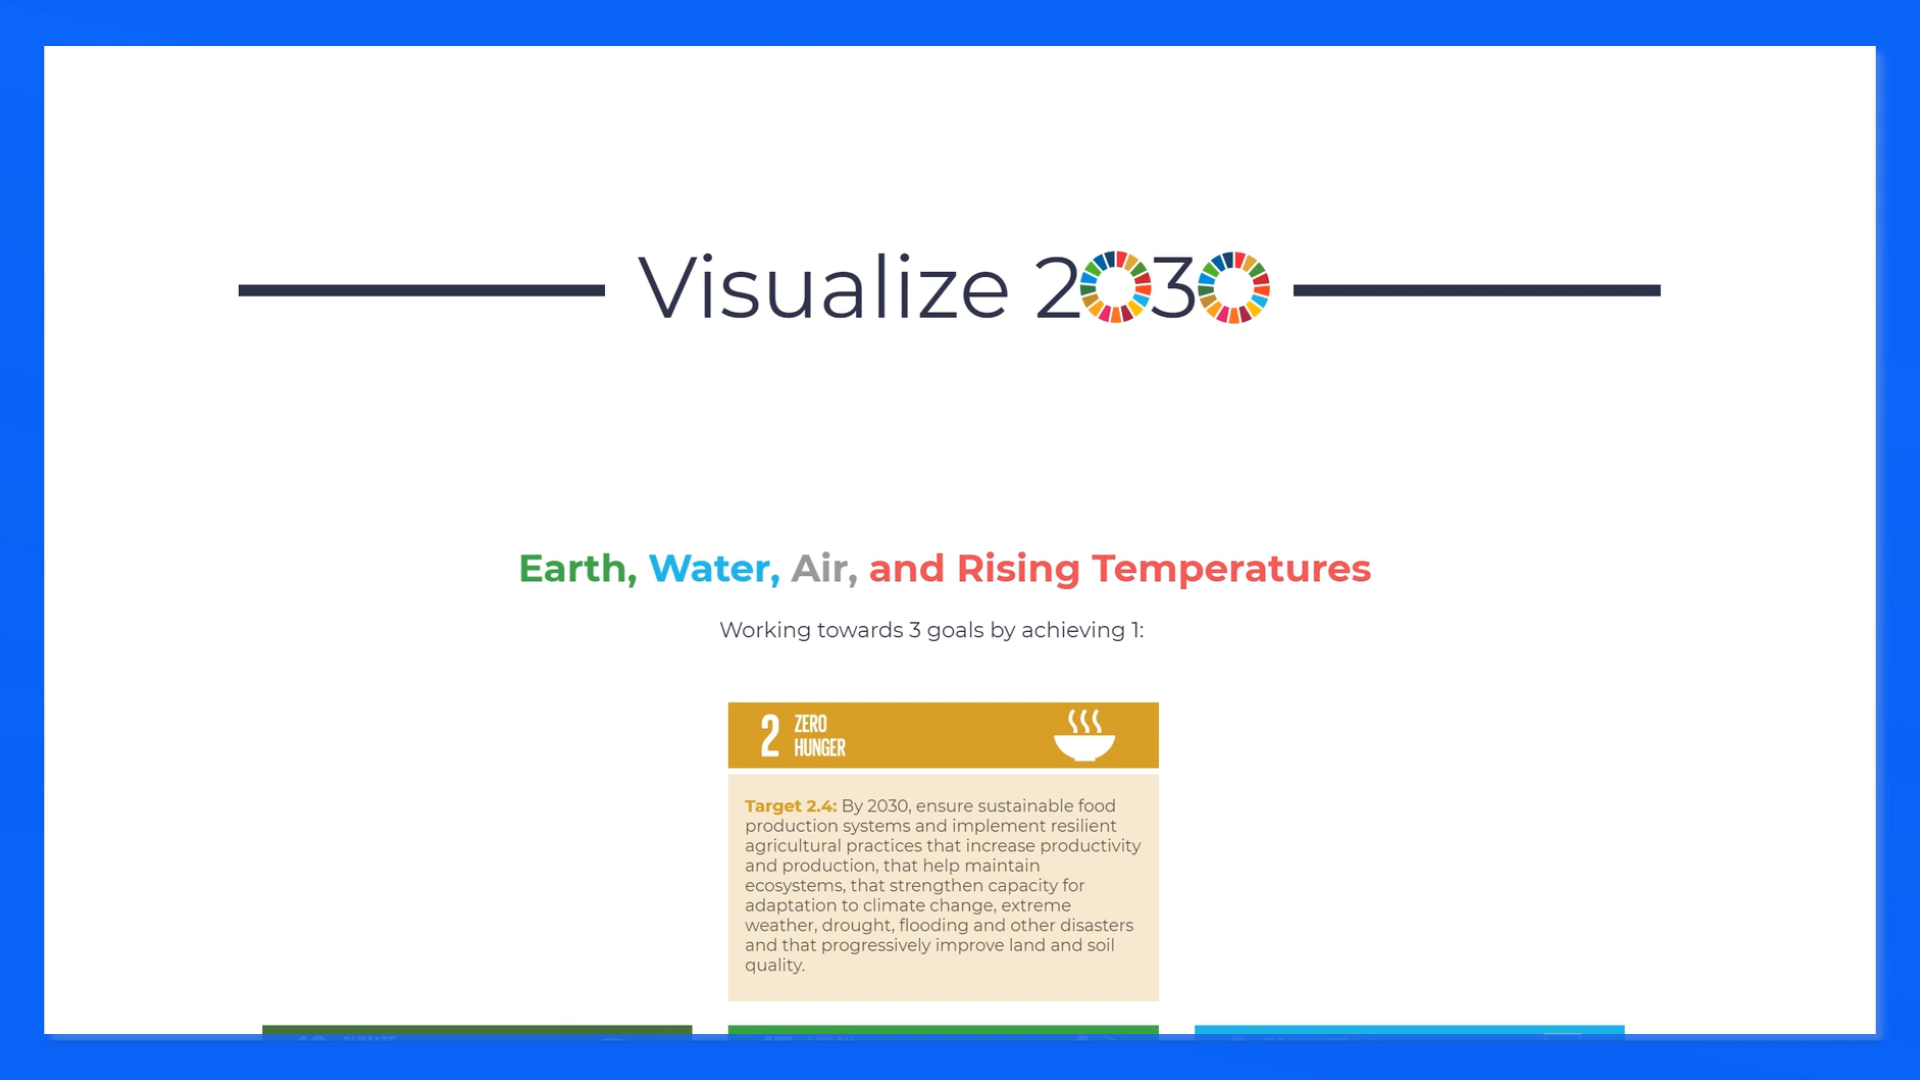 Visualize 2030
Earth, Water, Air, and Rising Temperatures
Working towards 3 goals by achieving 1:
2 ZERO
HUNGER
Target 2.4: By 2030, ensure sustainable food
production systems and implement resilient
agricultural practices that increase productivity
and production, that help maintain
ecosystems, that strengthen capacity for
adaptation to climate change, extreme
weather, drought, flooding and other disasters
and that progressively improve land and soil
quality.